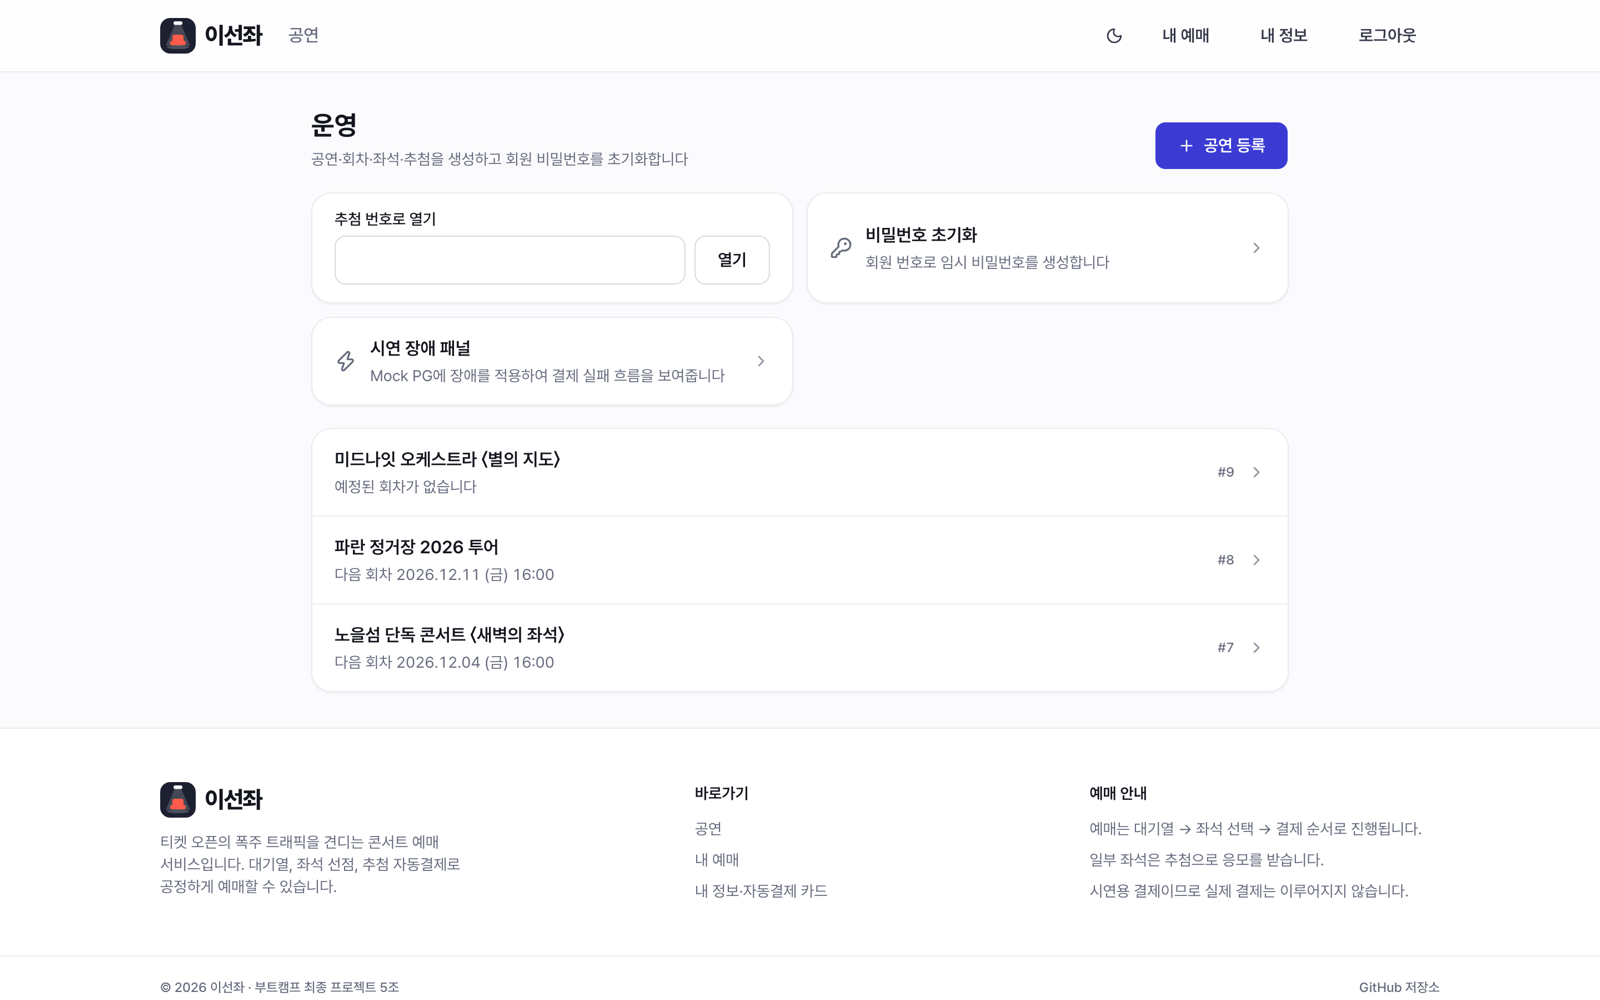 이선좌
공연
내 예매
내 정보
로그아웃
운영
공연·회차·좌석·추첨을 생성하고 회원 비밀번호를 초기화합니다
+ 공연 등록
추첨 번호로 열기
열기
비밀번호 초기화
회원 번호로 임시 비밀번호를 생성합니다
시연 장애 패널
Mock PG에 장애를 적용하여 결제 실패 흐름을 보여줍니다
미드나잇 오케스트라 〈별의 지도〉
예정된 회차가 없습니다
#9
파란 정거장 2026 투어
다음 회차 2026.12.11 (금) 16:00
#8
노을섬 단독 콘서트 〈새벽의 좌석〉
다음 회차 2026.12.04 (금) 16:00
#7
이선좌
티켓 오픈의 폭주 트래픽을 견디는 콘서트 예매
서비스입니다. 대기열, 좌석 선점, 추첨 자동결제로
공정하게 예매할 수 있습니다.
바로가기
공연
내 예매
내 정보·자동결제 카드
예매 안내
예매는 대기열 → 좌석 선택 → 결제 순서로 진행됩니다.
일부 좌석은 추첨으로 응모를 받습니다.
시연용 결제이므로 실제 결제는 이루어지지 않습니다.
© 2026 이선좌 · 부트캠프 최종 프로젝트 5조
GitHub 저장소